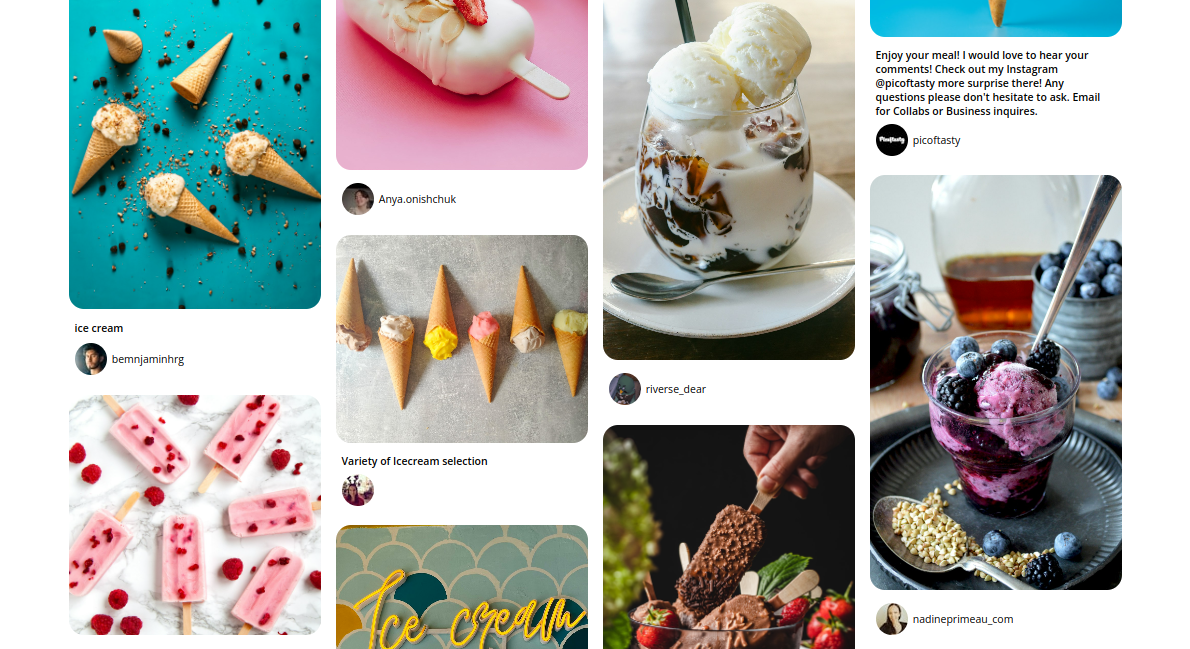 ice cream
bemnjaminhrg
Anya.onishchuk
Variety of Icecream selection
Ice cream
riverse_dear
Enjoy your meal! I would love to hear your
comments! Check out my Instagram
@picoftasty more surprise there! Any
questions please don't hesitate to ask. Email
for Collabs or Business inquires.
Picoftasty
picoftasty
nadineprimeau_com